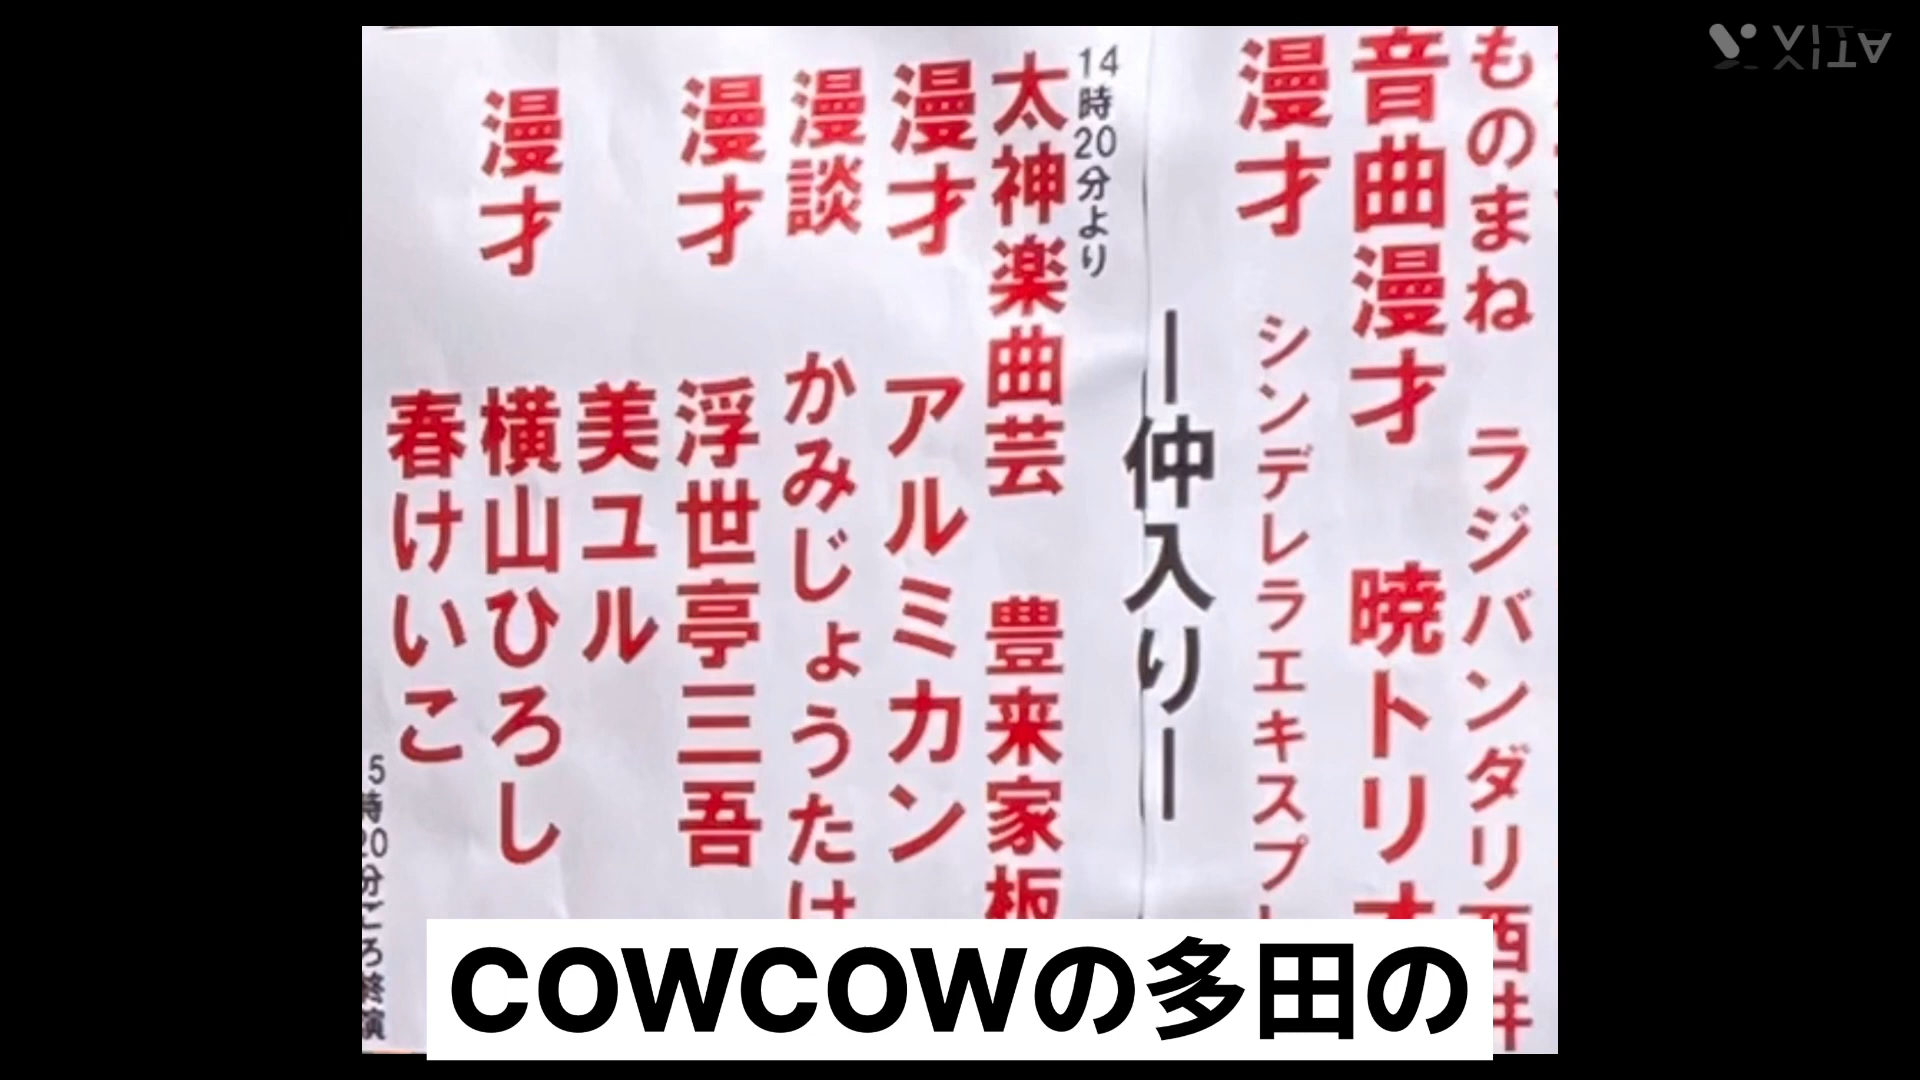 ものまね ラジバンダリ西井
音曲漫才 暁トリオ
漫才 シンデレラエキスプレ
―仲入り―
14時20分より
太神楽曲芸 豊来家板
漫才 アルミカン
漫談 かみじょうたけ
漫才 浮世亭三吾
美ユル
漫才 横山ひろし
春けいこ
5時20分ごろ終演
COWCOWの多田の
VITA